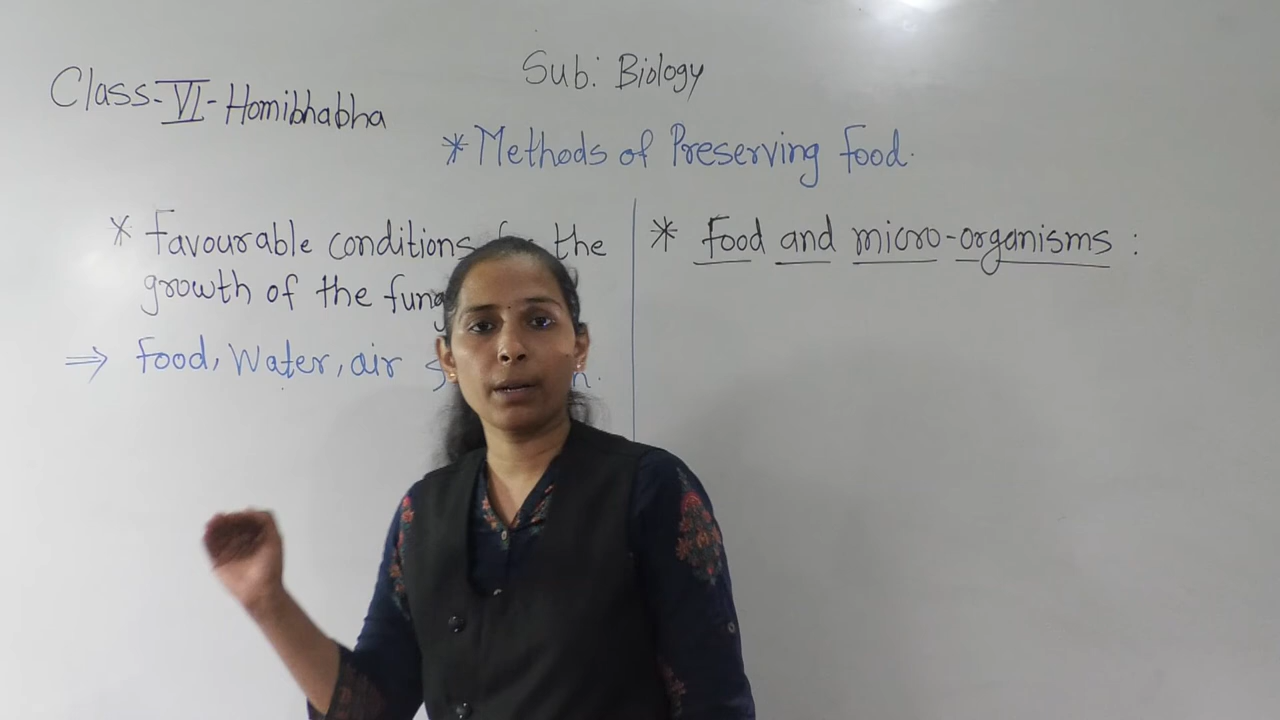 Sub: Biology
Class-VI-Homibhabha
*Methods of Preserving food.
* Favourable conditions the
growth of the fung
⇒ food, Water, air
* food and micro-organisms :